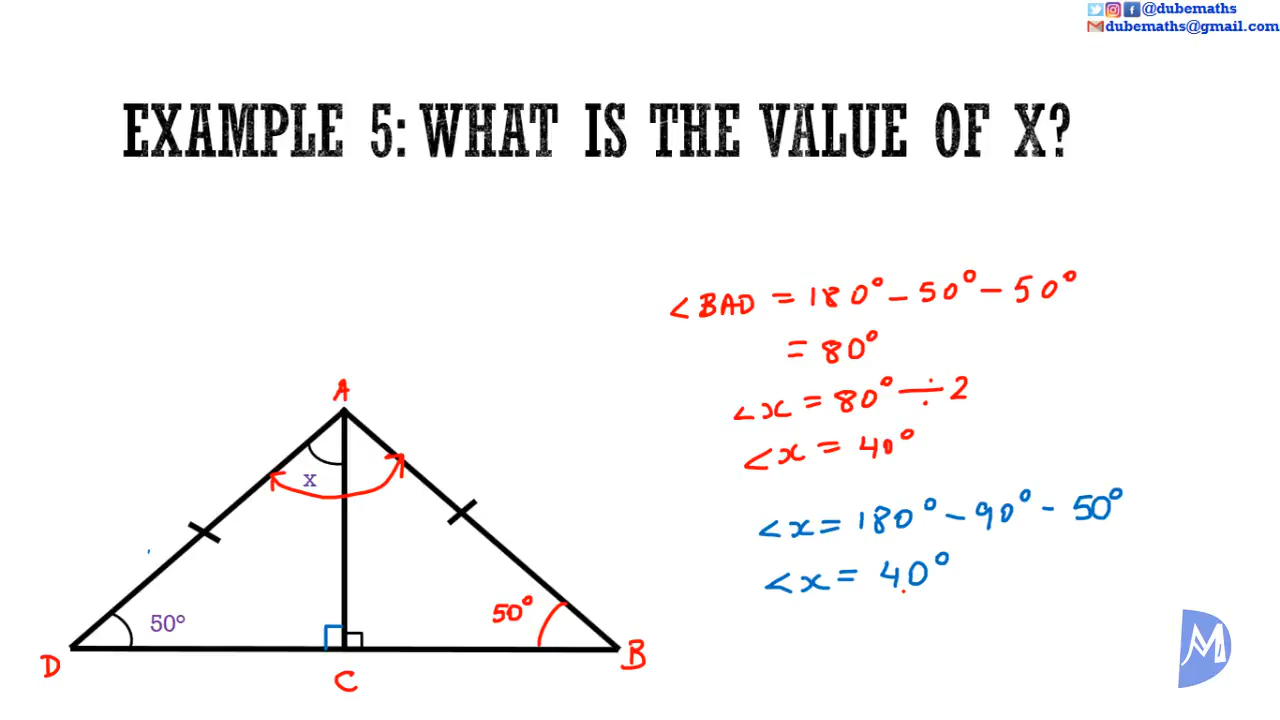 @dubemaths
dubemaths@gmail.com
EXAMPLE 5: WHAT IS THE VALUE OF X?
∠BAD = 180° - 50° - 50°
= 80°
∠x = 80° ÷ 2
∠x = 40°
∠x = 180° - 90° - 50°
∠x = 40°
A
x
50°
50°
D
C
B
DM